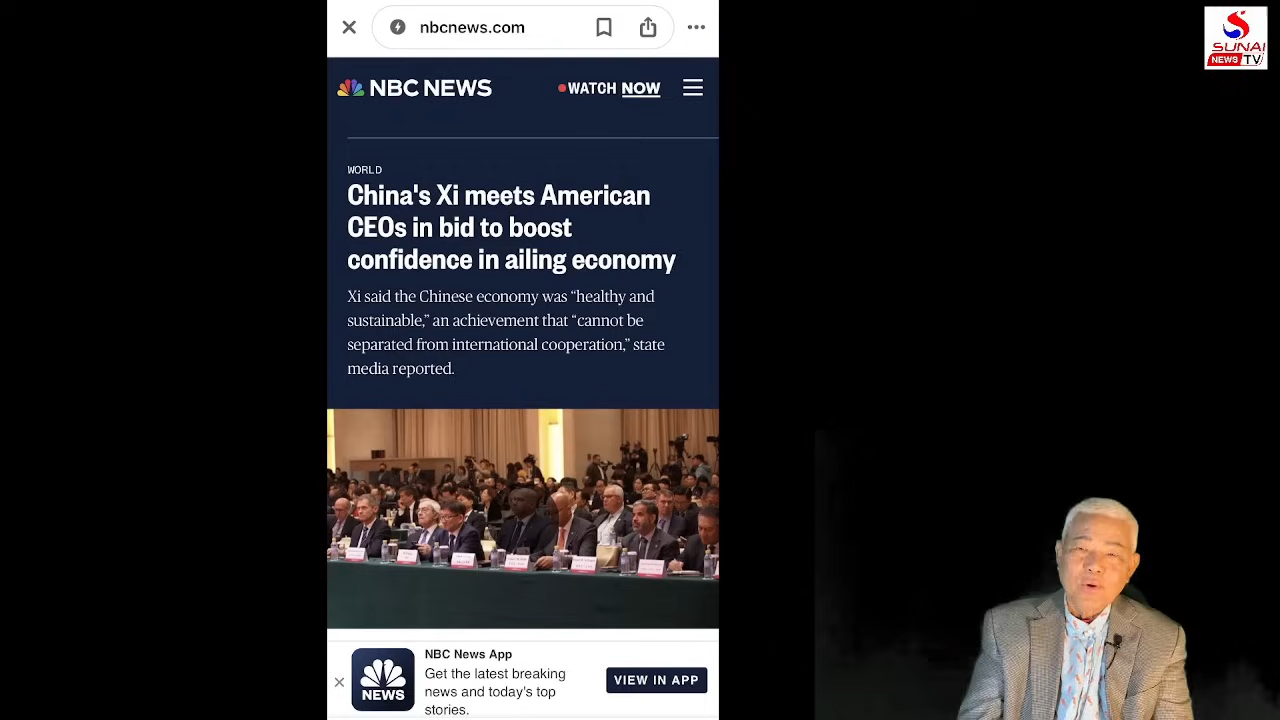 nbcnews.com
NBC NEWS
WATCH NOW
WORLD
China's Xi meets American
CEOs in bid to boost
confidence in ailing economy
Xi said the Chinese economy was “healthy and
sustainable,” an achievement that “cannot be
separated from international cooperation,” state
media reported.
NBC News App
Get the latest breaking
news and today's top
stories.
NEWS
VIEW IN APP
SUNAI
NEWS TV